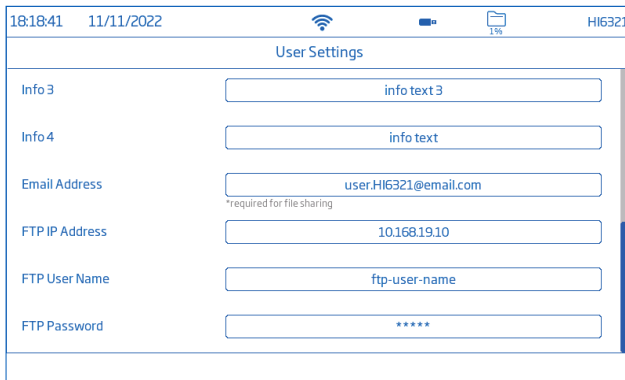 18:18:41 11/11/2022 HI6321
1%
User Settings
Info 3 info text 3
Info 4 info text
Email Address user.HI6321@email.com
*required for file sharing
FTP IP Address 10.168.19.10
FTP User Name ftp-user-name
FTP Password *****